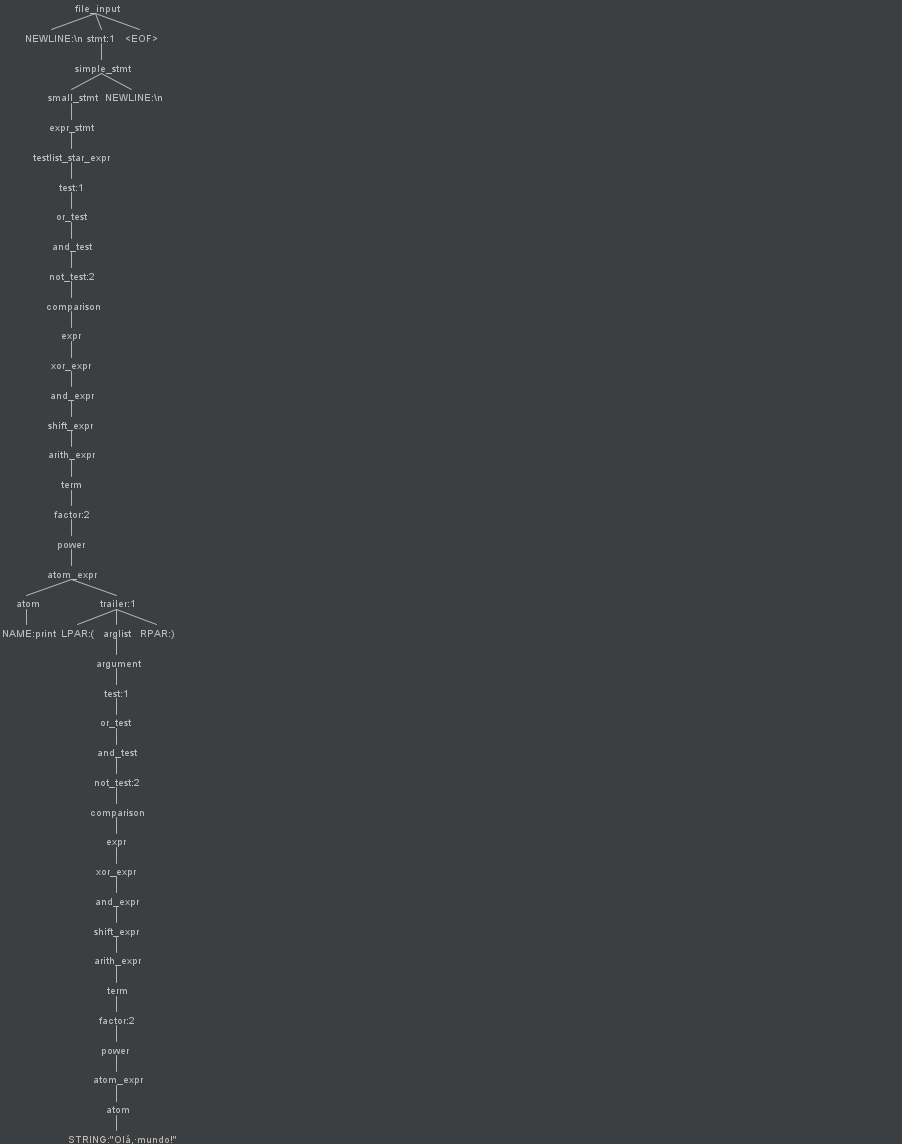 file_input
NEWLINE:\n stmt:1 <EOF>
simple_stmt
small_stmt NEWLINE:\n
expr_stmt
testlist_star_expr
test:1
or_test
and_test
not_test:2
comparison
expr
xor_expr
and_expr
shift_expr
arith_expr
term
factor:2
power
atom_expr
atom trailer:1
NAME:print LPAR:( arglist RPAR:)
argument
test:1
or_test
and_test
not_test:2
comparison
expr
xor_expr
and_expr
shift_expr
arith_expr
term
factor:2
power
atom_expr
atom
STRING:"Olá,·mundo!"